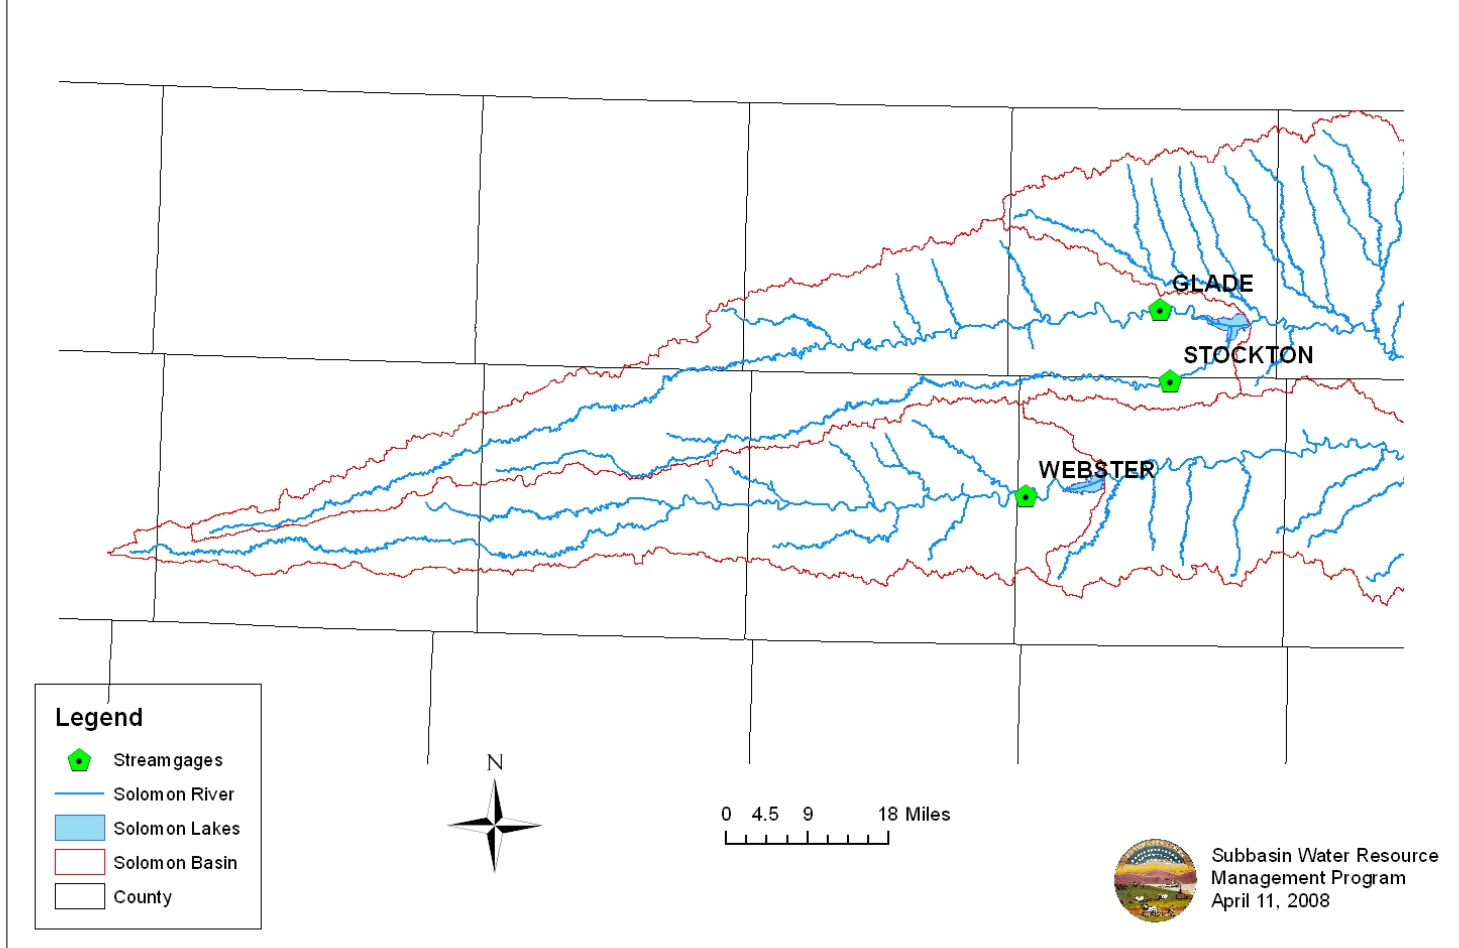 GLADE
STOCKTON
WEBSTER
Legend
Streamgages
Solomon River
Solomon Lakes
Solomon Basin
County
N
0 4.5 9 18 Miles
Subbasin Water Resource
Management Program
April 11, 2008